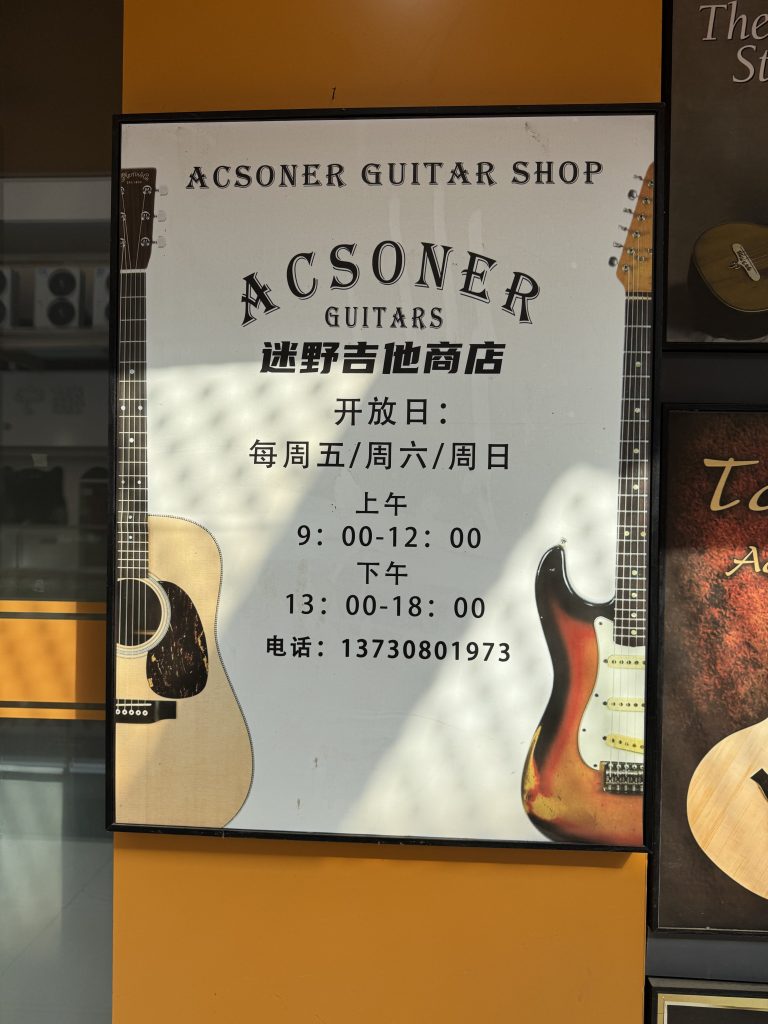 ACSONER GUITAR SHOP
ACSONER
GUITARS
迷野吉他商店
开放日：
每周五/周六/周日
上午
9：00-12：00
下午
13：00-18：00
电话：13730801973
The